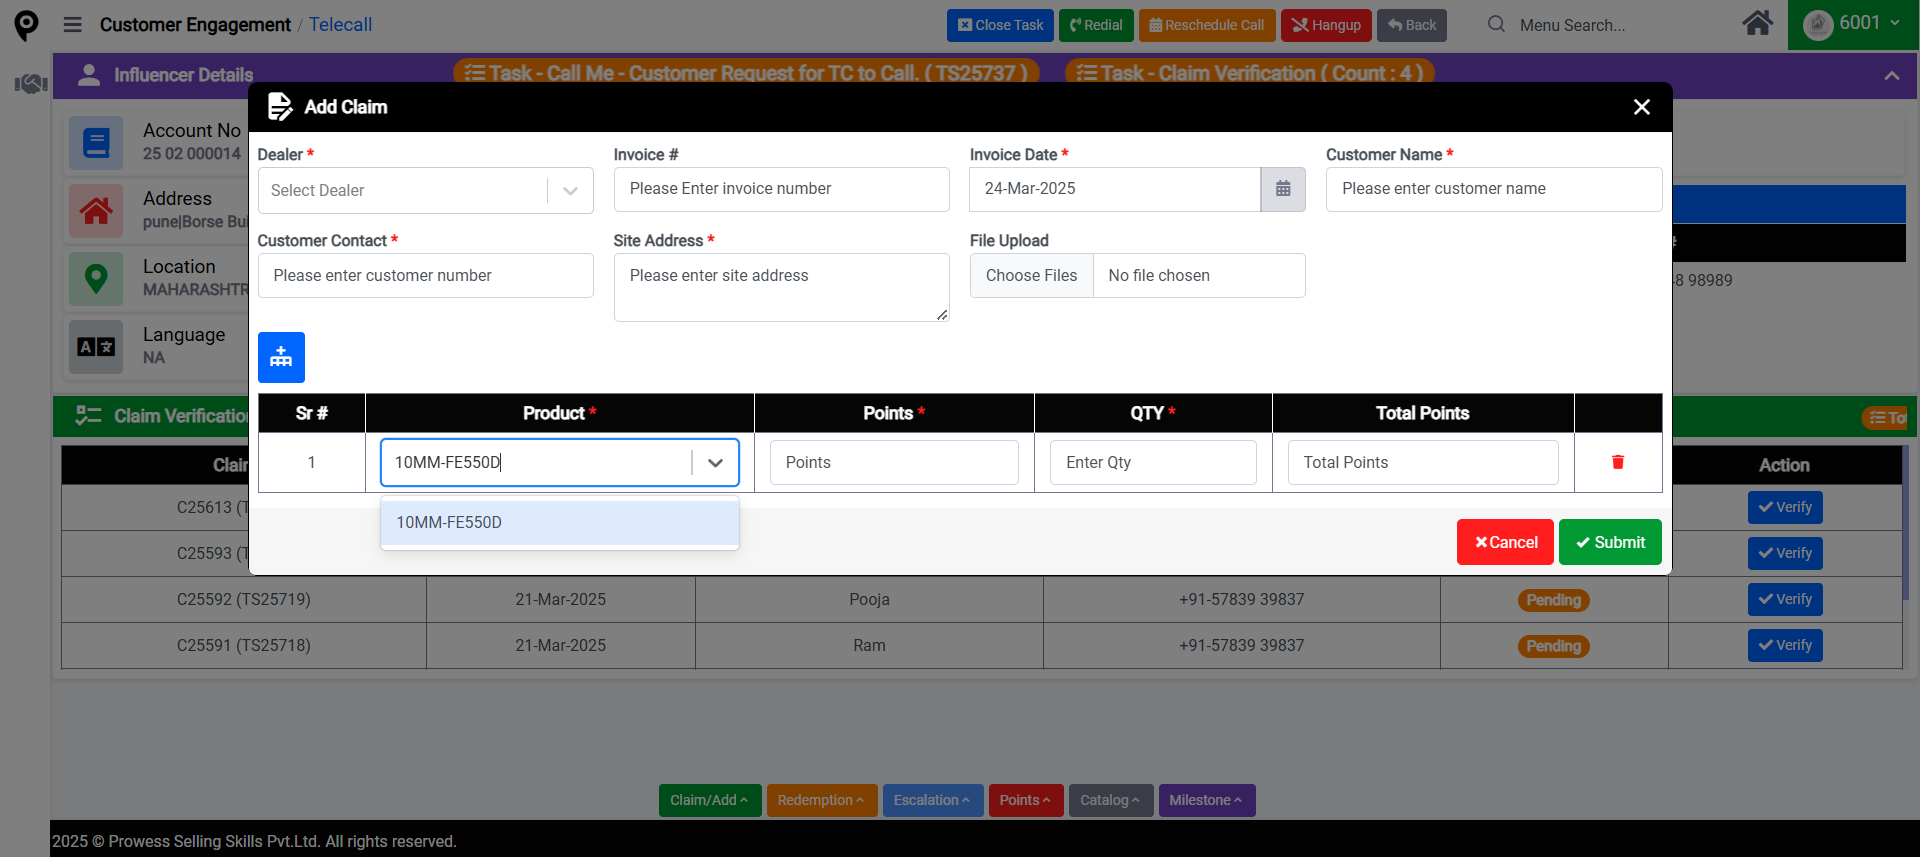 Customer Engagement / Telecall
Close Task
Redial
Reschedule Call
Hangup
Back
Menu Search...
6001
Influencer Details
Task - Call Me - Customer Request for TC to Call. ( TS25737 )
Task - Claim Verification ( Count : 4 )
Account No
25 02 000014
Address
pune|Borse Bui
Location
MAHARASHTR
Language
NA
8 98989
Add Claim
Dealer *
Invoice #
Invoice Date *
Customer Name *
Select Dealer
Please Enter invoice number
24-Mar-2025
Please enter customer name
Customer Contact *
Site Address *
File Upload
Please enter customer number
Please enter site address
Choose Files
No file chosen
Sr #
Product *
Points *
QTY *
Total Points
1
10MM-FE550D
Points
Enter Qty
Total Points
10MM-FE550D
Cancel
Submit
Claim Verification
Tot
Clai
Action
C25613 (T
Verify
C25593 (T
Verify
C25592 (TS25719)
21-Mar-2025
Pooja
+91-57839 39837
Pending
Verify
C25591 (TS25718)
21-Mar-2025
Ram
+91-57839 39837
Pending
Verify
Claim/Add
Redemption
Escalation
Points
Catalog
Milestone
2025 © Prowess Selling Skills Pvt.Ltd. All rights reserved.